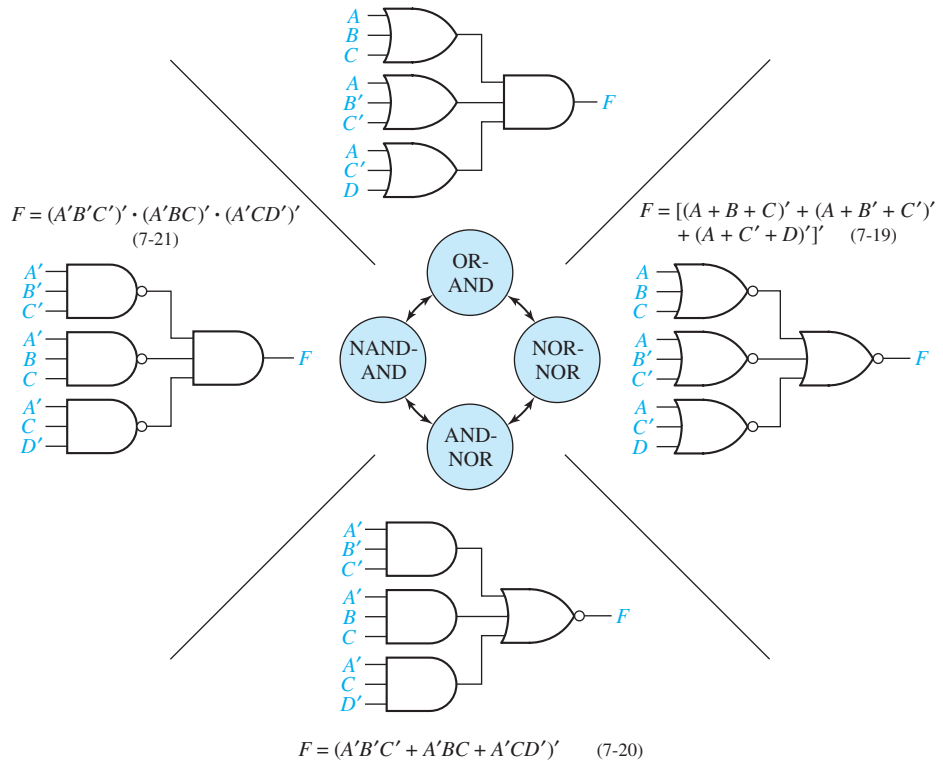 A
B
C
A
B′
C′
A
C′
D
F
F = (A′B′C′)′ • (A′BC)′ • (A′CD′)′
(7-21)
A′
B′
C′
A′
B
C
A′
C
D′
F
OR-
AND
NAND-
AND
NOR-
NOR
AND-
NOR
F = [(A + B + C)′ + (A + B′ + C′)′
+ (A + C′ + D)′]′ (7-19)
A
B
C
A
B′
C′
A
C′
D
F
A′
B′
C′
A′
B
C
A′
C
D′
F
F = (A′B′C′ + A′BC + A′CD′)′ (7-20)